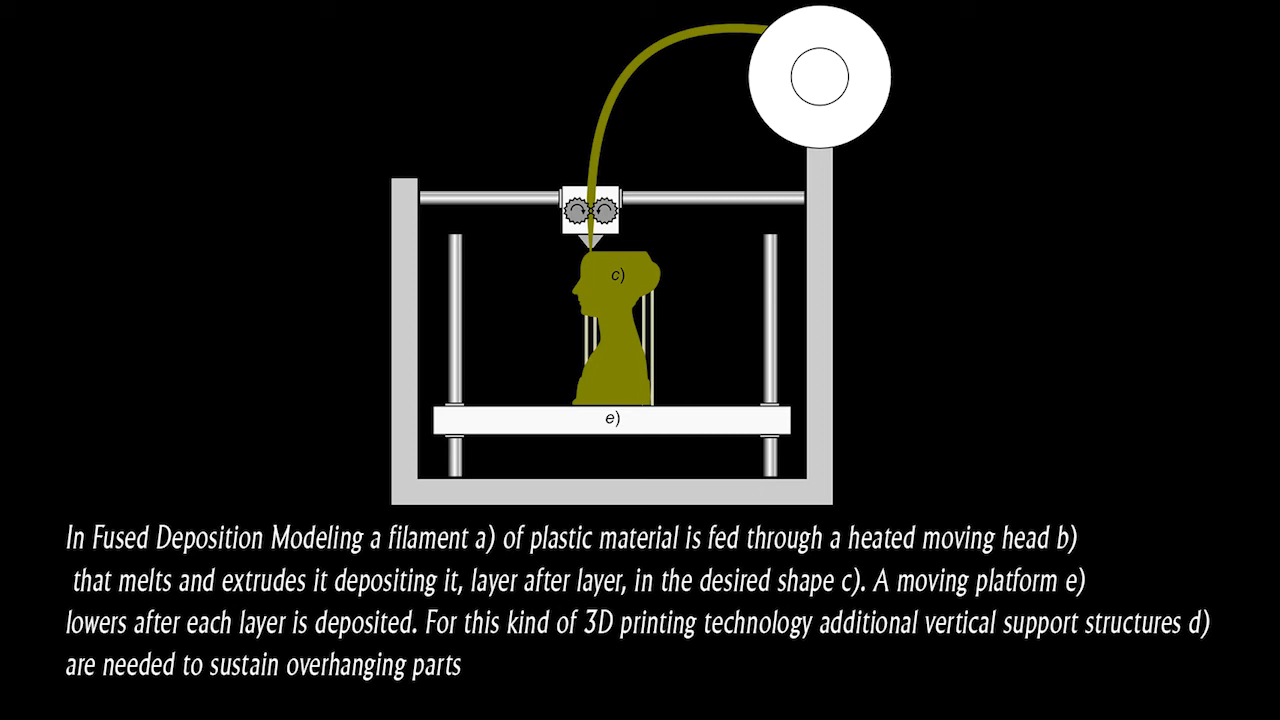 c)
e)
In Fused Deposition Modeling a filament a) of plastic material is fed through a heated moving head b)
that melts and extrudes it depositing it, layer after layer, in the desired shape c). A moving platform e)
lowers after each layer is deposited. For this kind of 3D printing technology additional vertical support structures d)
are needed to sustain overhanging parts